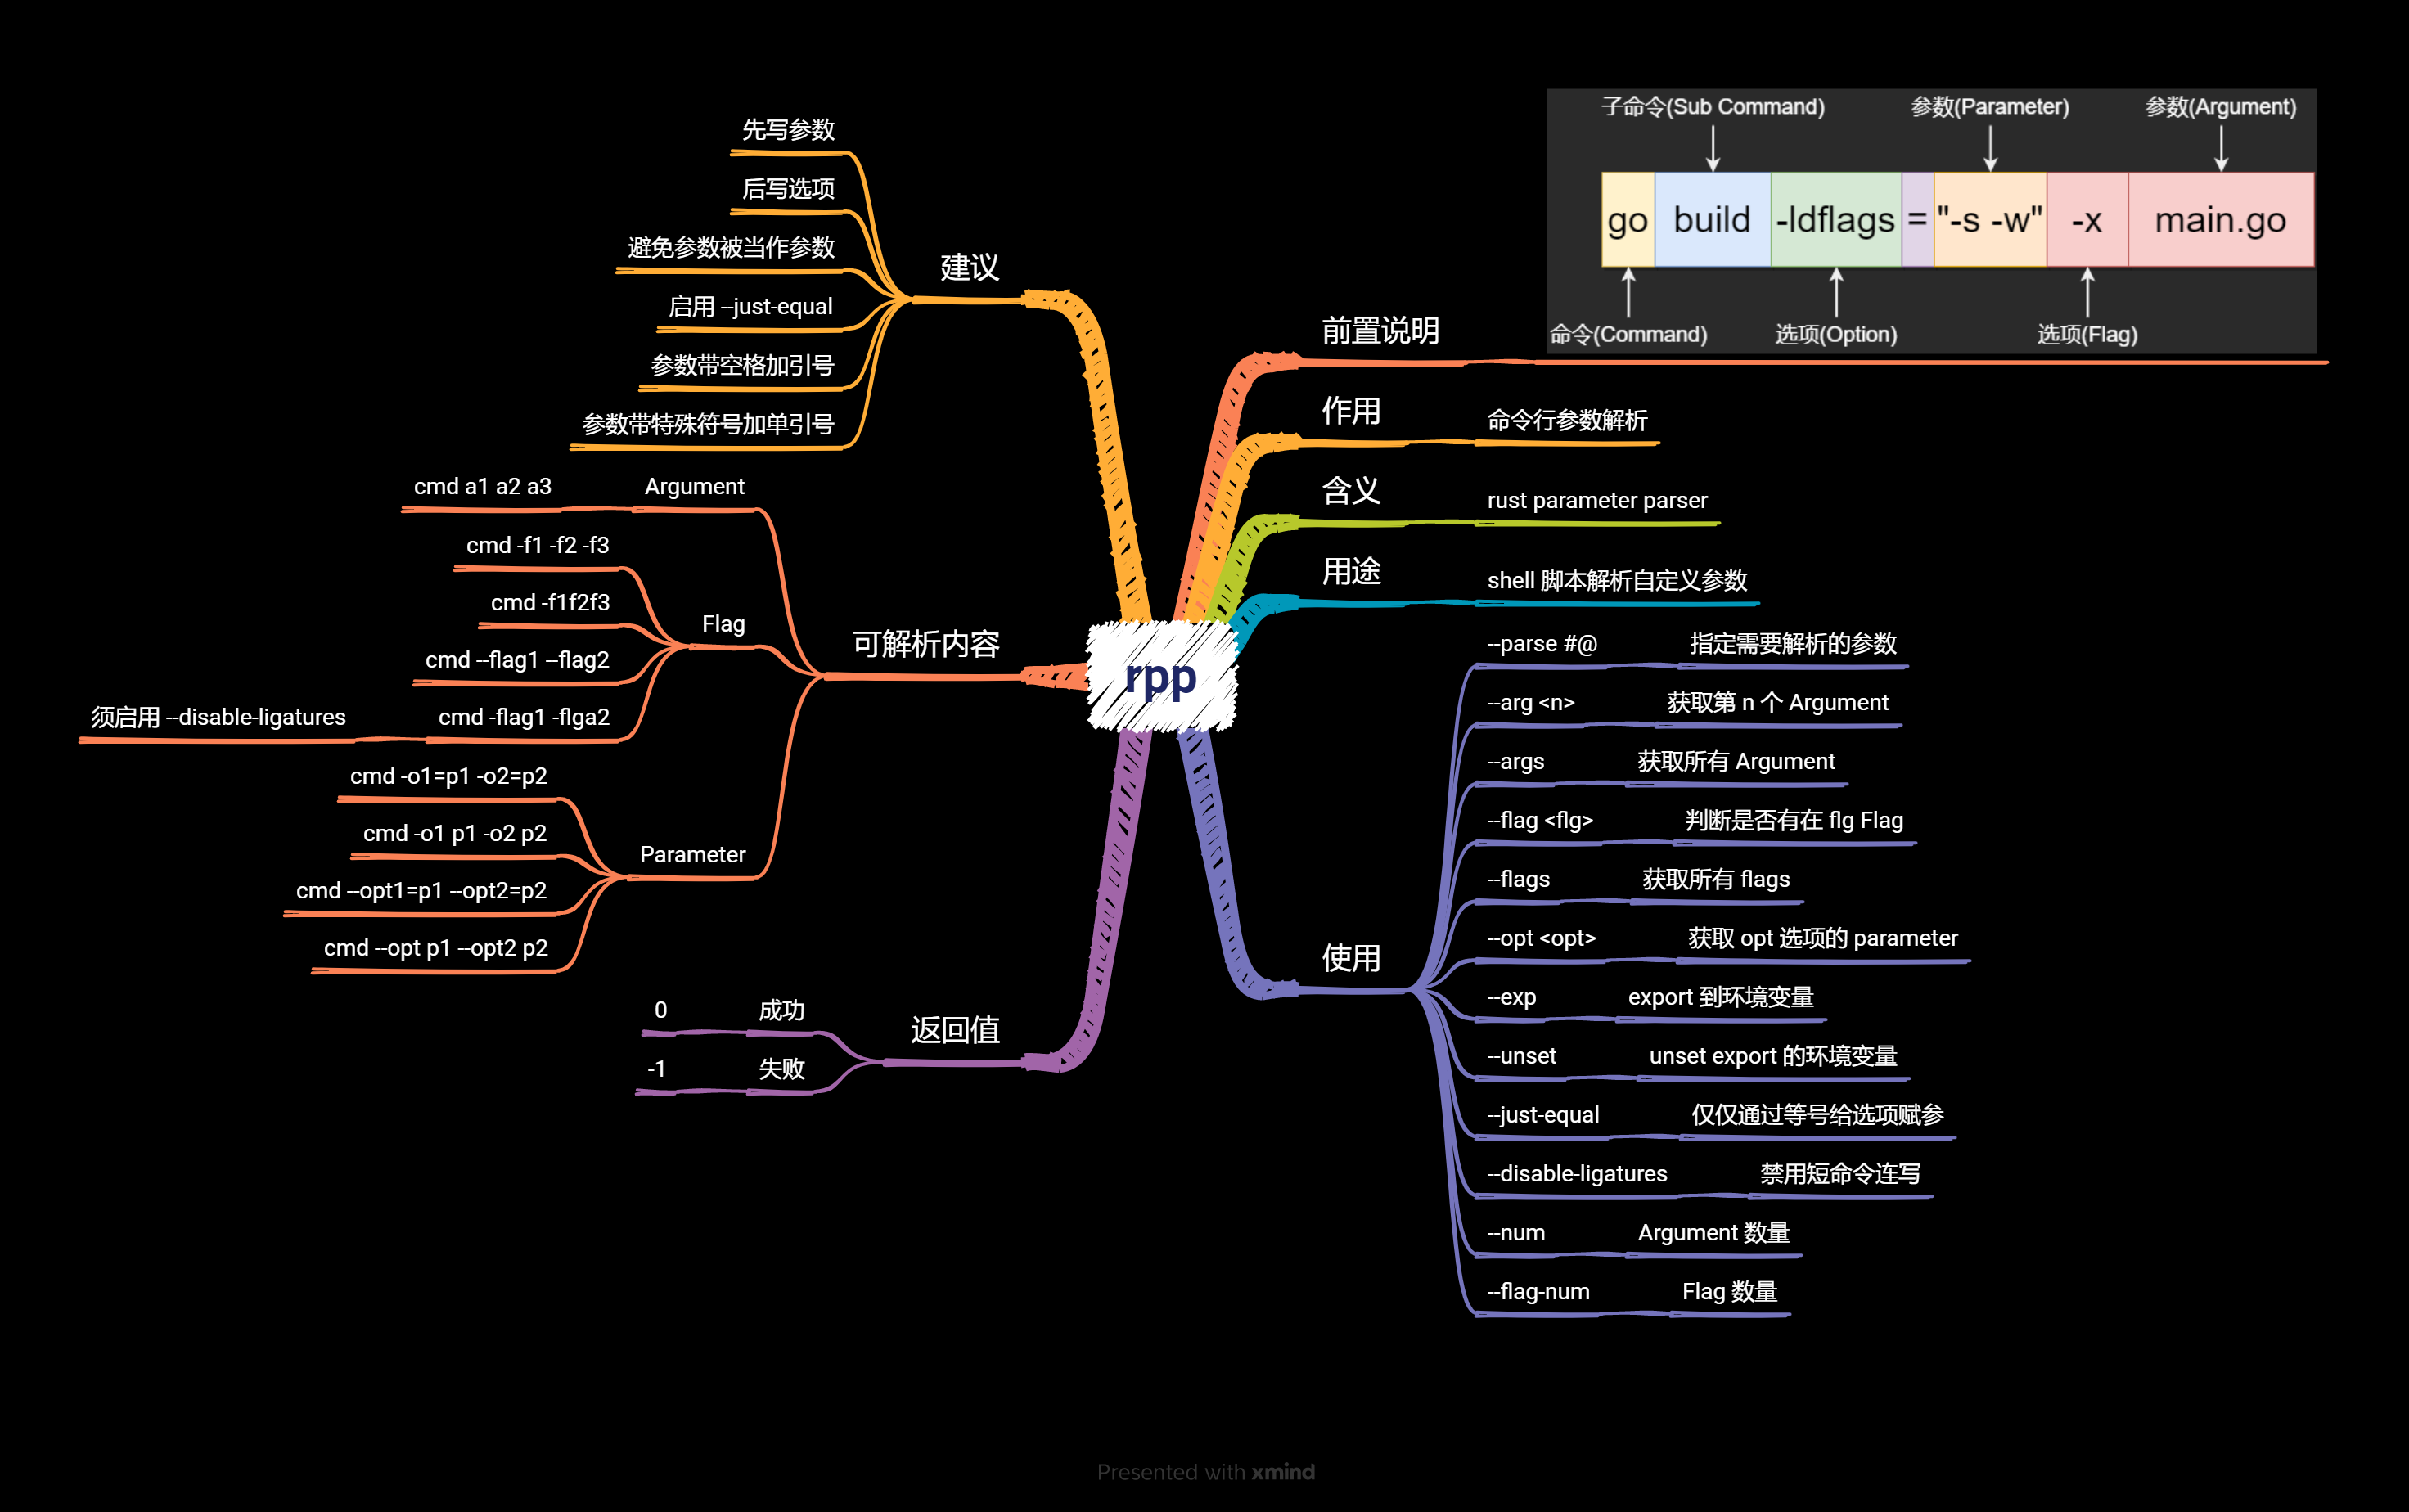 rpp
前置说明
子命令(Sub Command)
参数(Parameter)
参数(Argument)
go build -ldflags = "-s -w" -x main.go
命令(Command)
选项(Option)
选项(Flag)
作用
命令行参数解析
含义
rust parameter parser
用途
shell 脚本解析自定义参数
使用
--parse #@ 指定需要解析的参数
--arg <n> 获取第 n 个 Argument
--args 获取所有 Argument
--flag <flg> 判断是否有在 flg Flag
--flags 获取所有 flags
--opt <opt> 获取 opt 选项的 parameter
--exp export 到环境变量
--unset unset export 的环境变量
--just-equal 仅仅通过等号给选项赋参
--disable-ligatures 禁用短命令连写
--num Argument 数量
--flag-num Flag 数量
建议
先写参数
后写选项
避免参数被当作参数
启用 --just-equal
参数带空格加引号
参数带特殊符号加单引号
可解析内容
Argument
cmd a1 a2 a3
Flag
cmd -f1 -f2 -f3
cmd -f1f2f3
cmd --flag1 --flag2
cmd -flag1 -flga2
须启用 --disable-ligatures
Parameter
cmd -o1=p1 -o2=p2
cmd -o1 p1 -o2 p2
cmd --opt1=p1 --opt2=p2
cmd --opt p1 --opt2 p2
返回值
成功 0
失败 -1
Presented with xmind